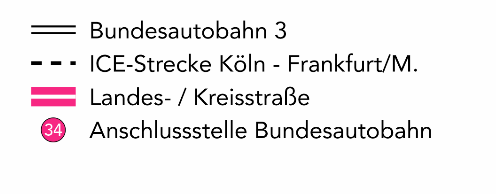 Bundesautobahn 3
ICE-Strecke Köln - Frankfurt/M.
Landes- / Kreisstraße
34 Anschlussstelle Bundesautobahn